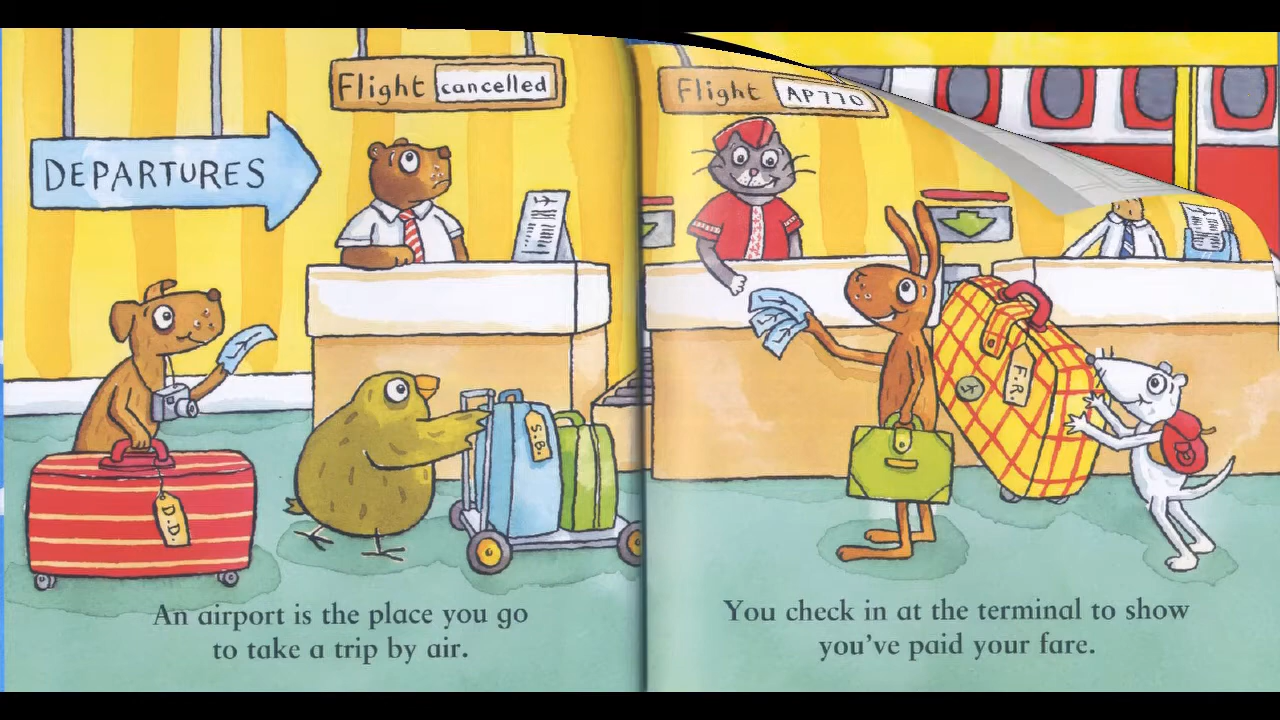 Flight cancelled
DEPARTURES
S.B.
D.D.
An airport is the place you go
to take a trip by air.
Flight AP770
F.R.
You check in at the terminal to show
you've paid your fare.